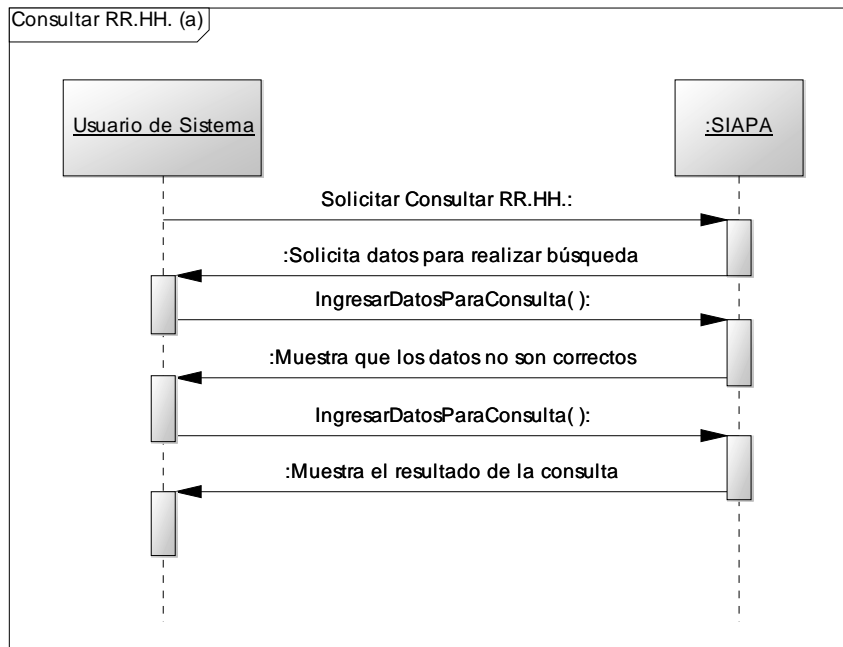 Consultar RR.HH. (a)
Usuario de Sistema
:SIAPA
Solicitar Consultar RR.HH.:
:Solicita datos para realizar búsqueda
IngresarDatosParaConsulta( ):
:Muestra que los datos no son correctos
IngresarDatosParaConsulta( ):
:Muestra el resultado de la consulta